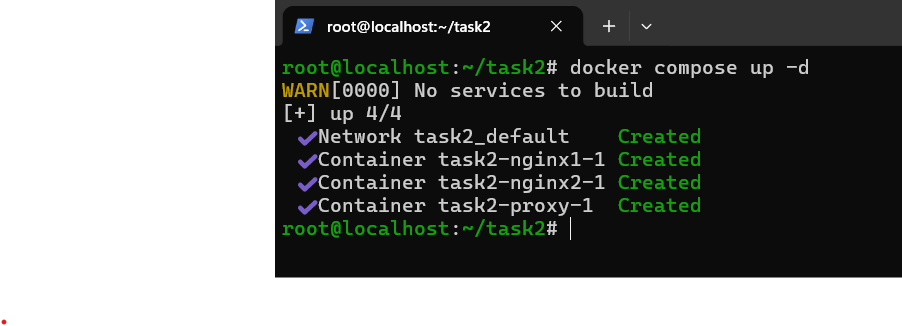 root@localhost:~/task2
root@localhost:~/task2# docker compose up -d
WARN[0000] No services to build
[+] up 4/4
✔Network task2_default Created
✔Container task2-nginx1-1 Created
✔Container task2-nginx2-1 Created
✔Container task2-proxy-1 Created
root@localhost:~/task2#